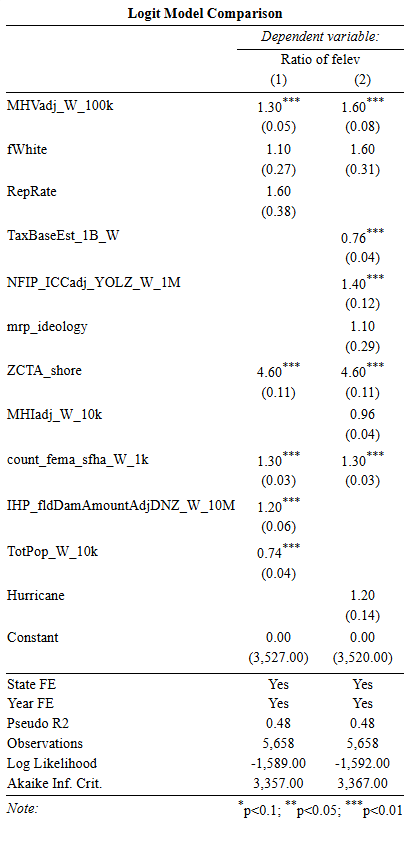 Logit Model Comparison
Dependent variable:
Ratio of felev
(1) (2)
MHVadj_W_100k 1.30*** 1.60***
(0.05) (0.08)
fWhite 1.10 1.60
(0.27) (0.31)
RepRate 1.60
(0.38)
TaxBaseEst_1B_W 0.76***
(0.04)
NFIP_ICCadj_YOLZ_W_1M 1.40***
(0.12)
mrp_ideology 1.10
(0.29)
ZCTA_shore 4.60*** 4.60***
(0.11) (0.11)
MHIadj_W_10k 0.96
(0.04)
count_fema_sfha_W_1k 1.30*** 1.30***
(0.03) (0.03)
IHP_fldDamAmountAdjDNZ_W_10M 1.20***
(0.06)
TotPop_W_10k 0.74***
(0.04)
Hurricane 1.20
(0.14)
Constant 0.00 0.00
(3,527.00) (3,520.00)
State FE Yes Yes
Year FE Yes Yes
Pseudo R2 0.48 0.48
Observations 5,658 5,658
Log Likelihood -1,589.00 -1,592.00
Akaike Inf. Crit. 3,357.00 3,367.00
Note: *p<0.1; **p<0.05; ***p<0.01